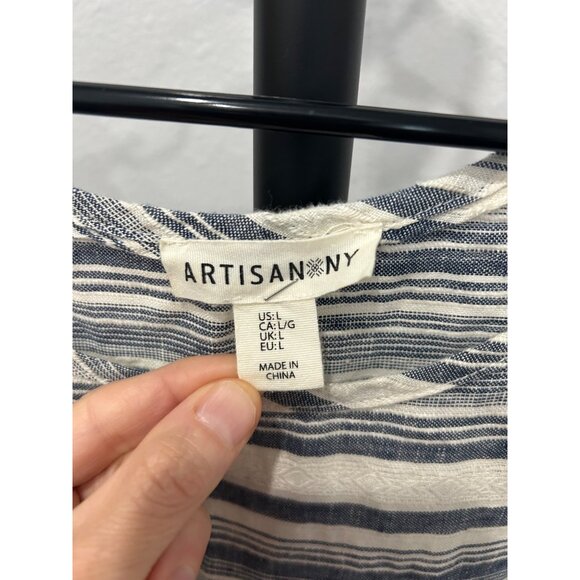 ARTISAN NY
US:L
CA:L/G
UK:L
EU:L
MADE IN
CHINA